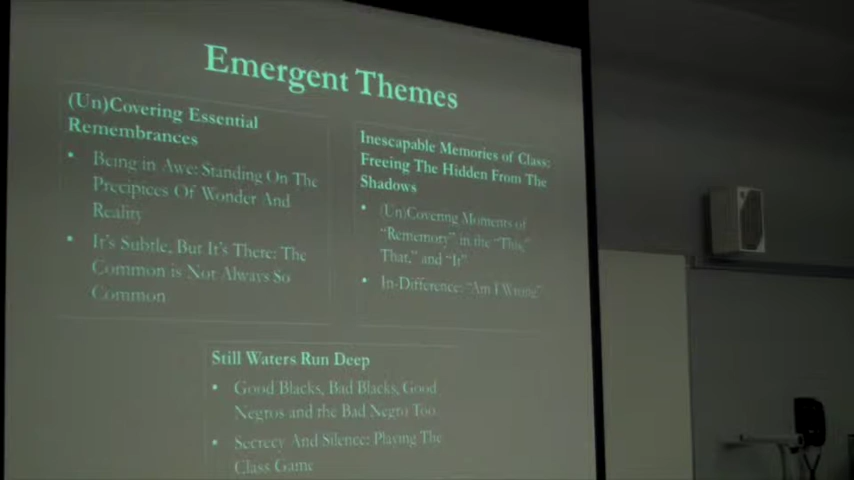 Emergent Themes
(Un)Covering Essential
Remembrances
• Being in Awe: Standing On The
Precipices Of Wonder And
Reality
• It's Subtle, But It's There: The
Common is Not Always So
Common
Inescapable Memories of Class:
Freeing The Hidden From The
Shadows
• (Un)Covering Moments of
"Rememory" in the "This,"
That," and "It"
• In-Difference: "Am I Wrong"
Still Waters Run Deep
• Good Blacks, Bad Blacks, Good
Negros and the Bad Negro Too
• Secrecy And Silence: Playing The
Class Game